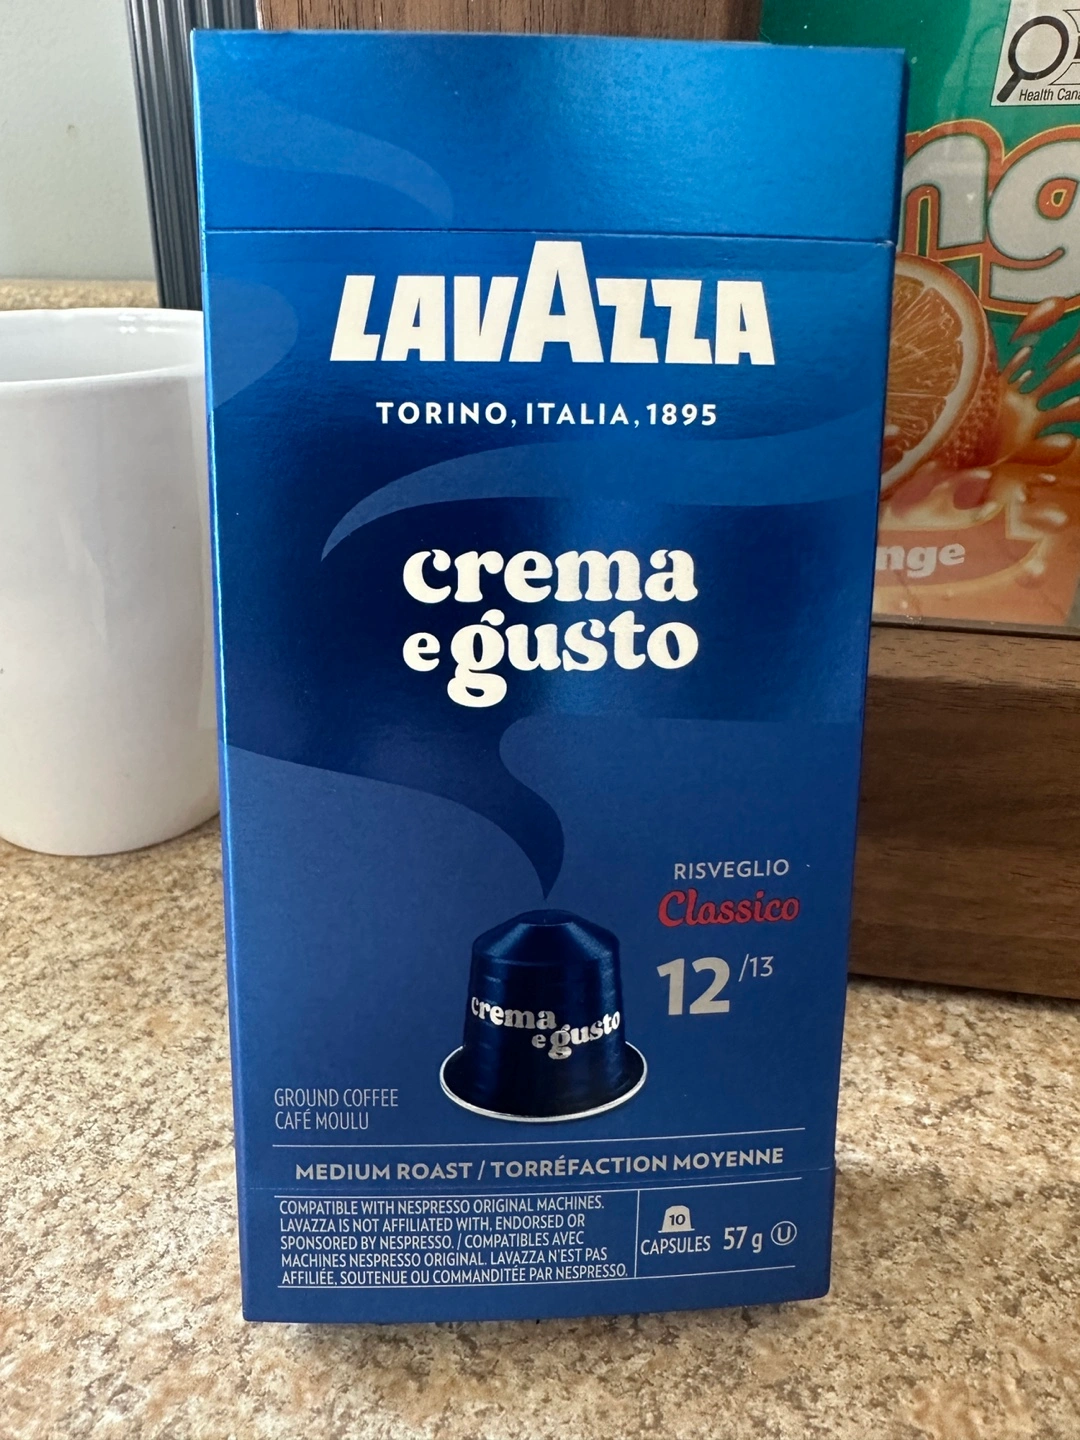 LAVAZZA
TORINO, ITALIA, 1895
crema
e gusto
RISVEGLIO
Classico
12/13
crema
e gusto
GROUND COFFEE
CAFÉ MOULU
MEDIUM ROAST / TORRÉFACTION MOYENNE
COMPATIBLE WITH NESPRESSO ORIGINAL MACHINES.
LAVAZZA IS NOT AFFILIATED WITH, ENDORSED OR
SPONSORED BY NESPRESSO. / COMPATIBLES AVEC
MACHINES NESPRESSO ORIGINAL. LAVAZZA N'EST PAS
AFFILIÉE, SOUTENUE OU COMMANDITÉE PAR NESPRESSO.
10
CAPSULES 57 g U
Health Cana
ng
nge